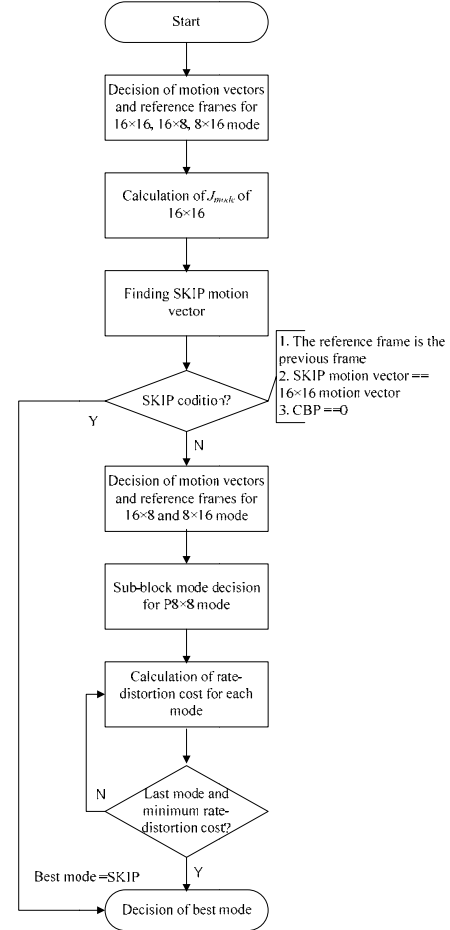 Start
Decision of motion vectors
and reference frames for
16×16, 16×8, 8×16 mode
Calculation of Jmode of
16×16
Finding SKIP motion
vector
1. The reference frame is the
previous frame
2. SKIP motion vector ==
16×16 motion vector
3. CBP ==0
SKIP codition?
Y
N
Decision of motion vectors
and reference frames for
16×8 and 8×16 mode
Sub-block mode decision
for P8×8 mode
Calculation of rate-
distortion cost for each
mode
N
Last mode and
minimum rate-
distortion cost?
Y
Best mode =SKIP
Decision of best mode